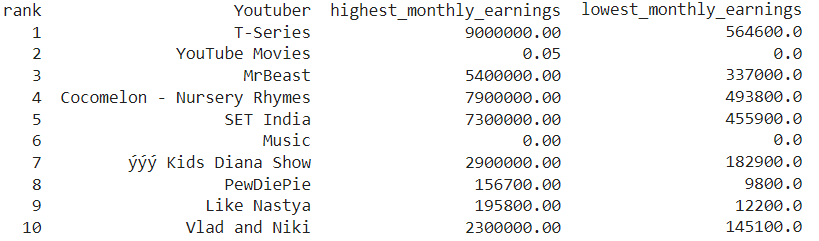 rank Youtuber highest_monthly_earnings lowest_monthly_earnings
1 T-Series 9000000.00 564600.0
2 YouTube Movies 0.05 0.0
3 MrBeast 5400000.00 337000.0
4 Cocomelon - Nursery Rhymes 7900000.00 493800.0
5 SET India 7300000.00 455900.0
6 Music 0.00 0.0
7 ýýý Kids Diana Show 2900000.00 182900.0
8 PewDiePie 156700.00 9800.0
9 Like Nastya 195800.00 12200.0
10 Vlad and Niki 2300000.00 145100.0